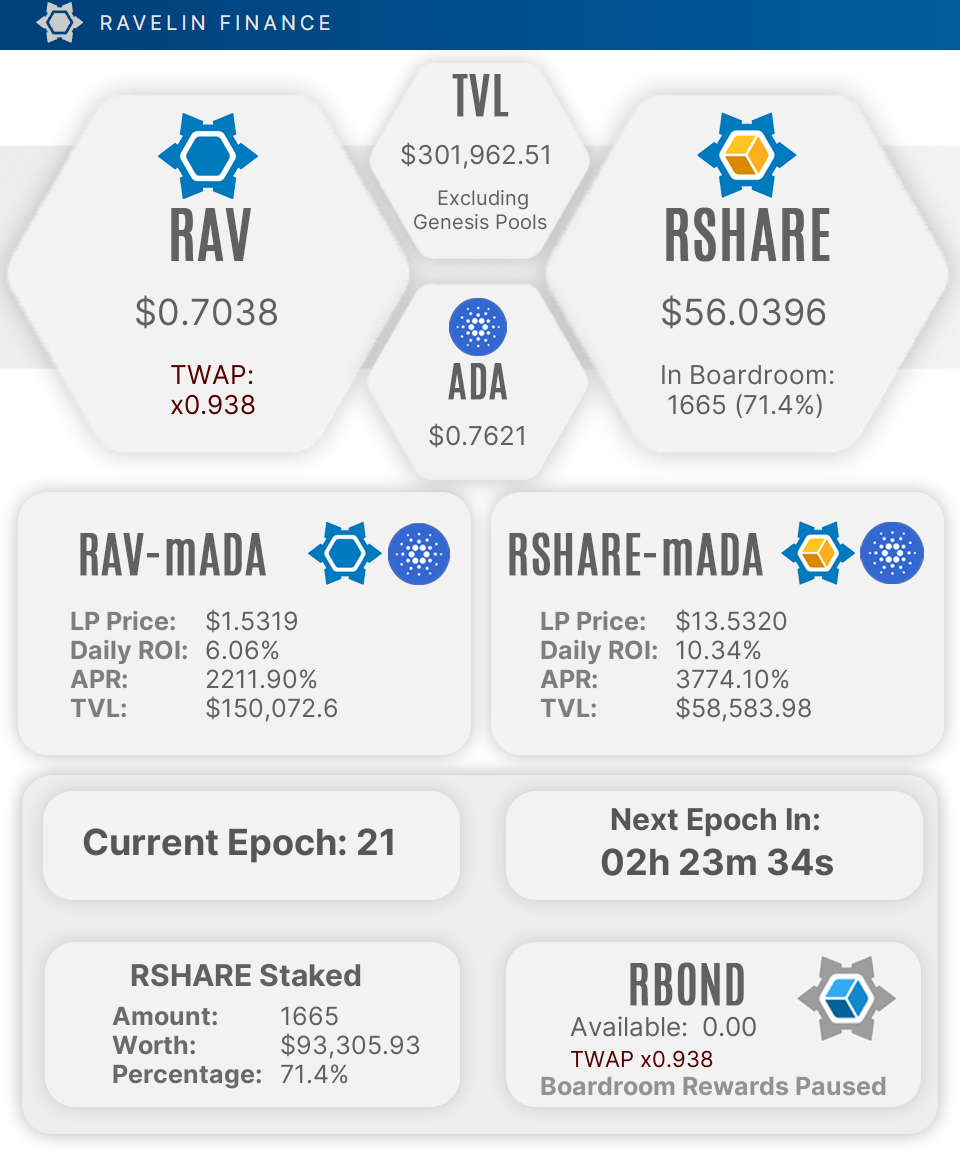 RAVELIN FINANCE
TVL
$301,962.51
Excluding
Genesis Pools
RAV
$0.7038
TWAP:
x0.938
RSHARE
$56.0396
In Boardroom:
1665 (71.4%)
ADA
$0.7621
RAV-mADA
LP Price: $1.5319
Daily ROI: 6.06%
APR: 2211.90%
TVL: $150,072.6
RSHARE-mADA
LP Price: $13.5320
Daily ROI: 10.34%
APR: 3774.10%
TVL: $58,583.98
Current Epoch: 21
Next Epoch In:
02h 23m 34s
RSHARE Staked
Amount: 1665
Worth: $93,305.93
Percentage: 71.4%
RBOND
Available: 0.00
TWAP x0.938
Boardroom Rewards Paused